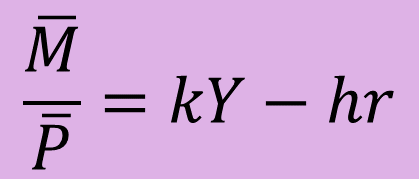 M̅/P̅ = kY − hr